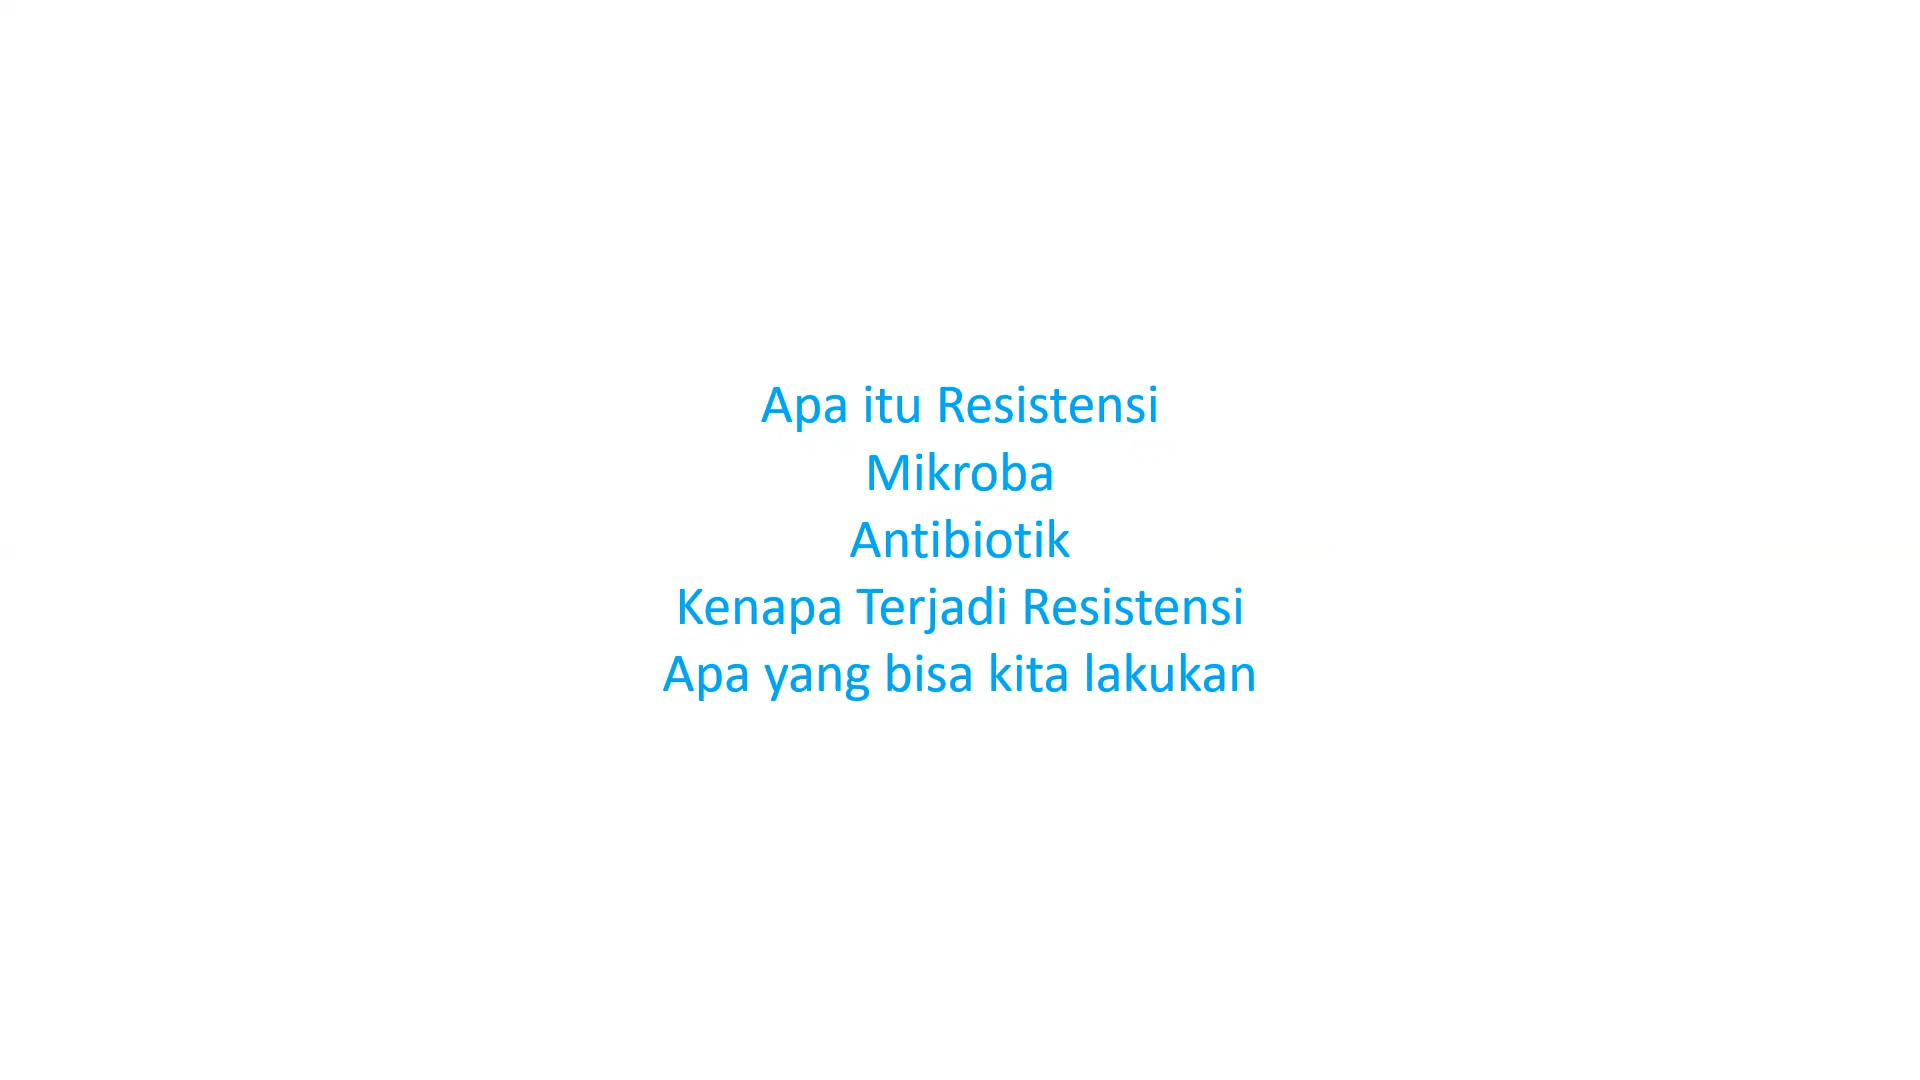 Apa itu Resistensi
Mikroba
Antibiotik
Kenapa Terjadi Resistensi
Apa yang bisa kita lakukan